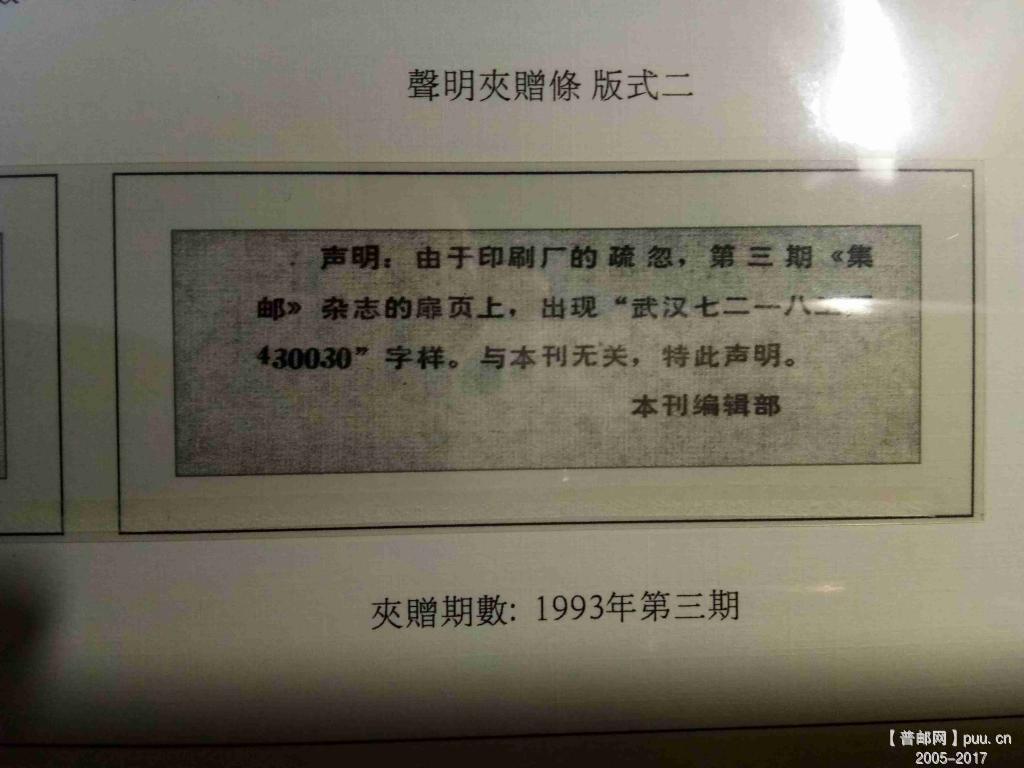 聲明夾贈條 版式二
声明：由于印刷厂的疏忽，第三期《集
邮》杂志的扉页上，出现“武汉七二一八
430030”字样。与本刊无关，特此声明。
本刊编辑部
夾贈期數: 1993年第三期
【普邮网】puu.cn
2005-2017